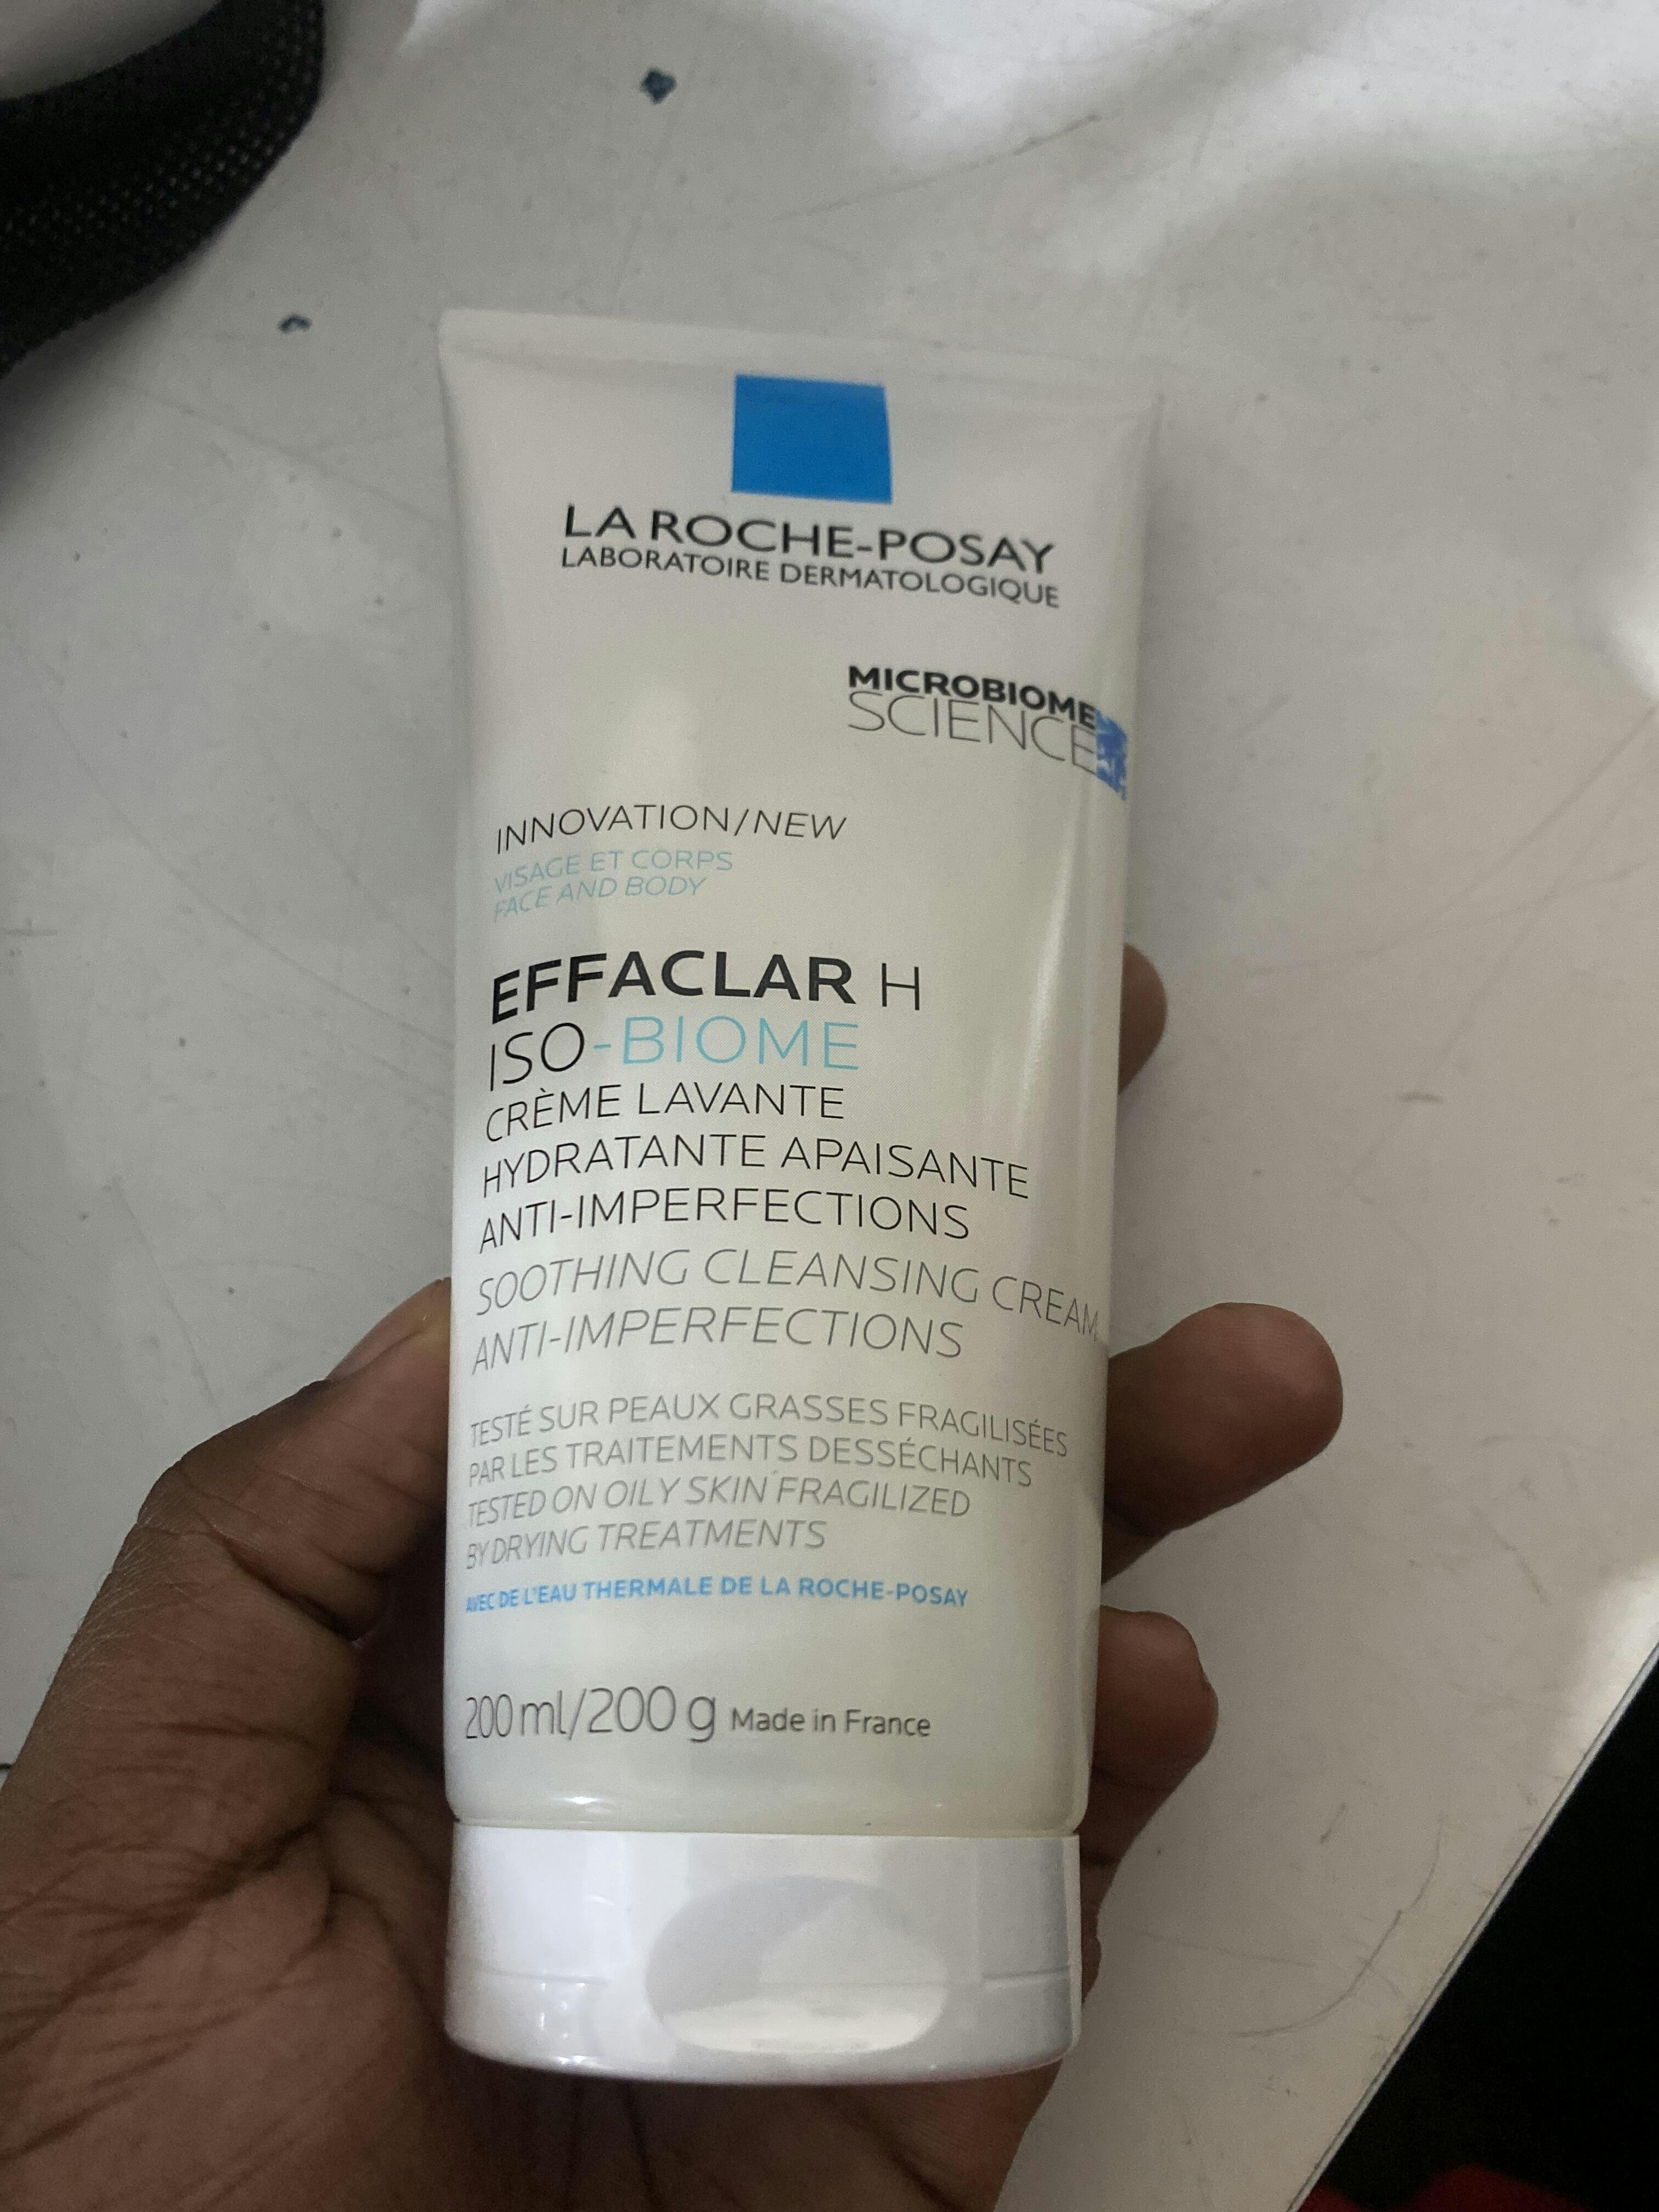 LA ROCHE-POSAY
LABORATOIRE DERMATOLOGIQUE
MICROBIOME
SCIENCE
INNOVATION/NEW
VISAGE ET CORPS
FACE AND BODY
EFFACLAR H
ISO-BIOME
CRÈME LAVANTE
HYDRATANTE APAISANTE
ANTI-IMPERFECTIONS
SOOTHING CLEANSING CREAM
ANTI-IMPERFECTIONS
TESTÉ SUR PEAUX GRASSES FRAGILISÉES
PAR LES TRAITEMENTS DESSÉCHANTS
TESTED ON OILY SKIN FRAGILIZED
BY DRYING TREATMENTS
AVEC DE L'EAU THERMALE DE LA ROCHE-POSAY
200 ml/200 g Made in France